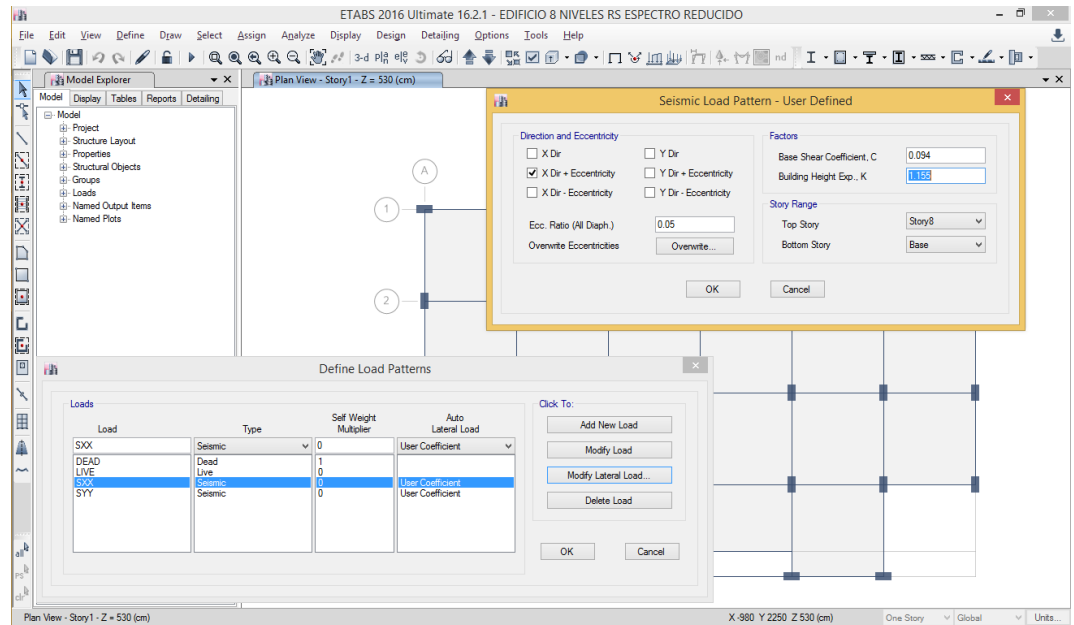 ETABS 2016 Ultimate 16.2.1 - EDIFICIO 8 NIVELES RS ESPECTRO REDUCIDO
File Edit View Define Draw Select Assign Analyze Display Design Detailing Options Tools Help
3-d nd
Model Explorer
Plan View - Story1 - Z = 530 (cm)
Model Display Tables Reports Detailing
Model
Project
Structure Layout
Properties
Structural Objects
Groups
Loads
Named Output Items
Named Plots
A
1
2
Seismic Load Pattern - User Defined
Direction and Eccentricity
X Dir Y Dir
X Dir + Eccentricity Y Dir + Eccentricity
X Dir - Eccentricity Y Dir - Eccentricity
Ecc. Ratio (All Diaph.) 0.05
Overwrite Eccentricities Overwrite...
Factors
Base Shear Coefficient, C 0.094
Building Height Exp., K 1.155
Story Range
Top Story Story8
Bottom Story Base
OK Cancel
Define Load Patterns
Loads
Load Type Self Weight Multiplier Auto Lateral Load
SXX Seismic 0 User Coefficient
DEAD Dead 1
LIVE Live 0
SXX Seismic 0 User Coefficient
SYY Seismic 0 User Coefficient
Click To:
Add New Load
Modify Load
Modify Lateral Load...
Delete Load
OK Cancel
all
ps
clr
Plan View - Story1 - Z = 530 (cm) X -980 Y 2250 Z 530 (cm) One Story Global Units...